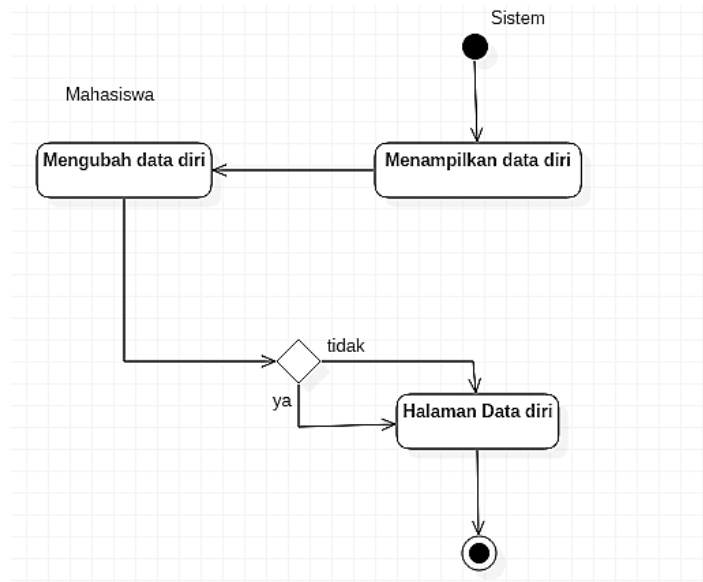 Sistem
Mahasiswa
Mengubah data diri
Menampilkan data diri
tidak
ya
Halaman Data diri